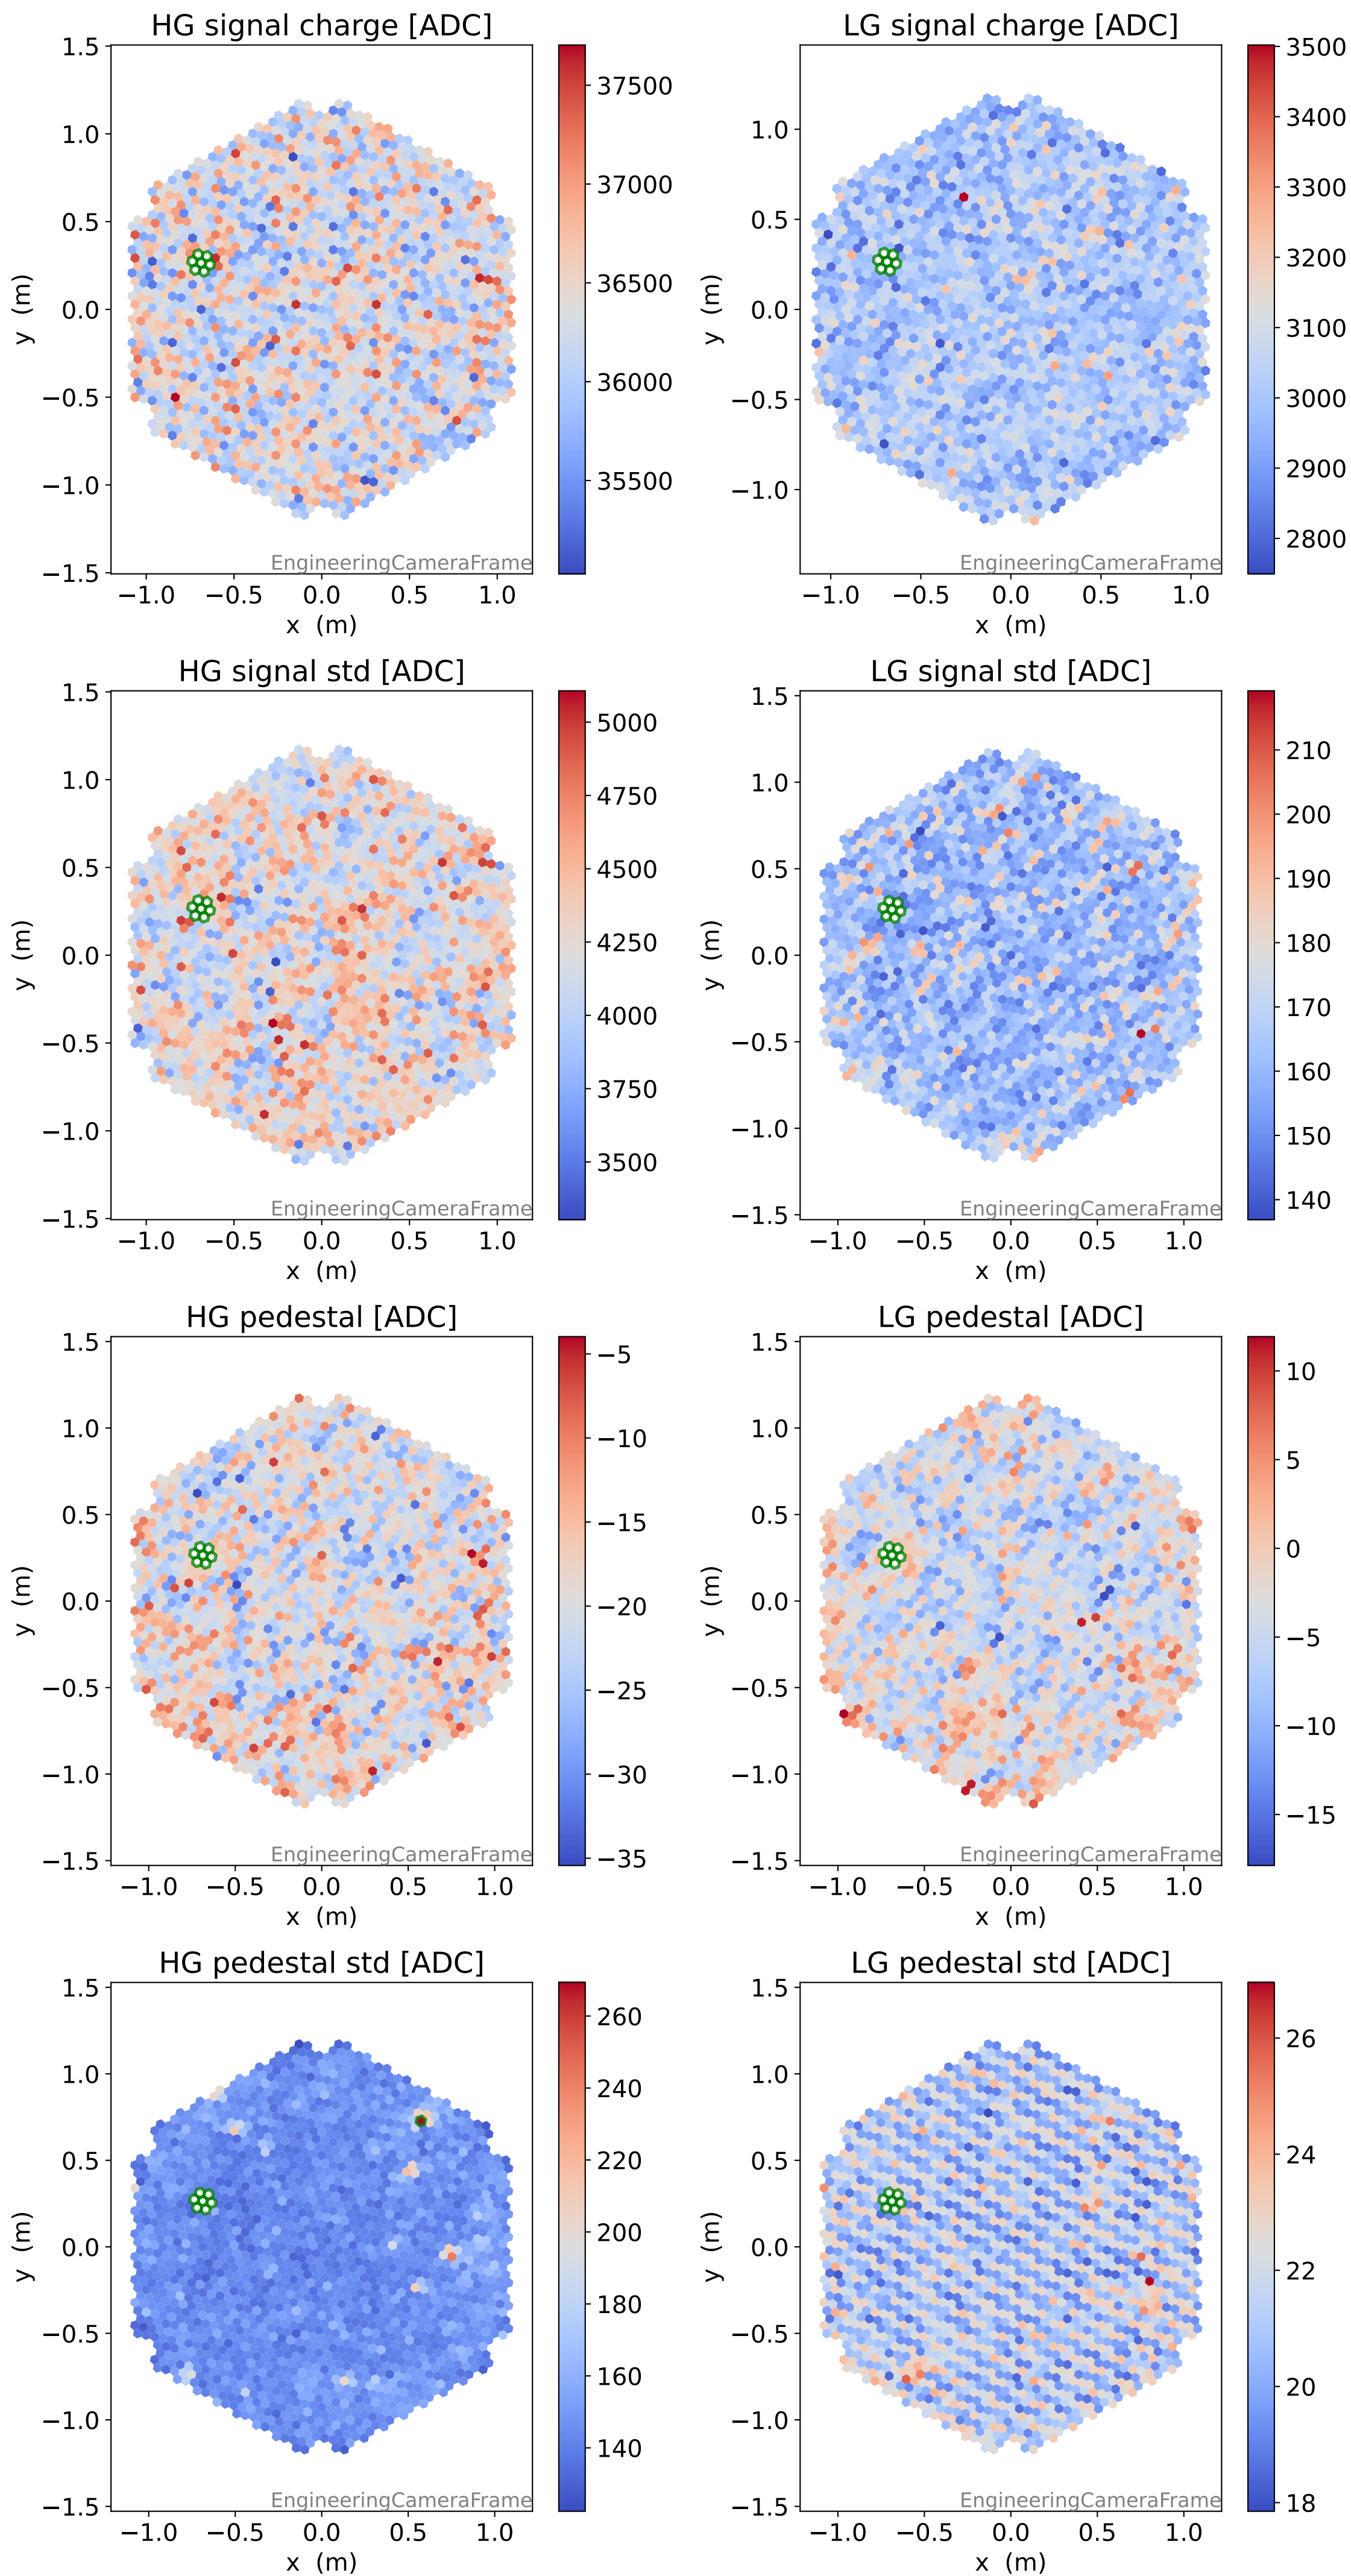 HG signal charge [ADC]
1.5
1.0
0.5
0.0
−0.5
−1.0
−1.5
y (m)
−1.0 −0.5 0.0 0.5 1.0
x (m)
EngineeringCameraFrame
37500
37000
36500
36000
35500
LG signal charge [ADC]
1.0
0.5
0.0
−0.5
−1.0
y (m)
−1.0 −0.5 0.0 0.5 1.0
x (m)
EngineeringCameraFrame
3500
3400
3300
3200
3100
3000
2900
2800
HG signal std [ADC]
1.5
1.0
0.5
0.0
−0.5
−1.0
−1.5
y (m)
−1.0 −0.5 0.0 0.5 1.0
x (m)
EngineeringCameraFrame
5000
4750
4500
4250
4000
3750
3500
LG signal std [ADC]
1.5
1.0
0.5
0.0
−0.5
−1.0
−1.5
y (m)
−1.0 −0.5 0.0 0.5 1.0
x (m)
EngineeringCameraFrame
210
200
190
180
170
160
150
140
HG pedestal [ADC]
1.5
1.0
0.5
0.0
−0.5
−1.0
−1.5
y (m)
−1.0 −0.5 0.0 0.5 1.0
x (m)
EngineeringCameraFrame
−5
−10
−15
−20
−25
−30
−35
LG pedestal [ADC]
1.5
1.0
0.5
0.0
−0.5
−1.0
−1.5
y (m)
−1.0 −0.5 0.0 0.5 1.0
x (m)
EngineeringCameraFrame
10
5
0
−5
−10
−15
HG pedestal std [ADC]
1.5
1.0
0.5
0.0
−0.5
−1.0
−1.5
y (m)
−1.0 −0.5 0.0 0.5 1.0
x (m)
EngineeringCameraFrame
260
240
220
200
180
160
140
LG pedestal std [ADC]
1.5
1.0
0.5
0.0
−0.5
−1.0
−1.5
y (m)
−1.0 −0.5 0.0 0.5 1.0
x (m)
EngineeringCameraFrame
26
24
22
20
18